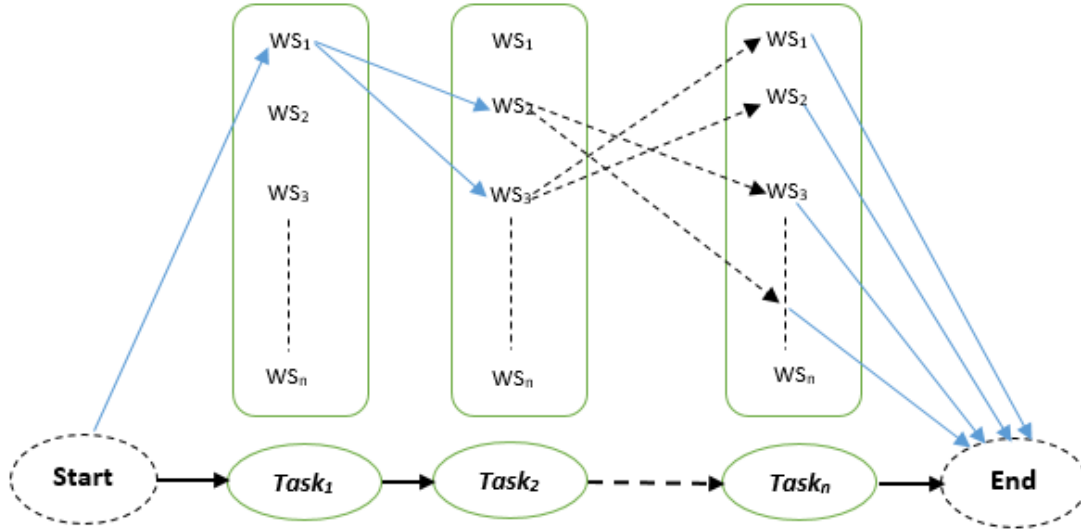 WS₁ WS₁ WS₁
WS₂ WS₂ WS₂
WS₃ WS₃ WS₃
WSₙ WSₙ WSₙ
Start Task₁ Task₂ Taskₙ End